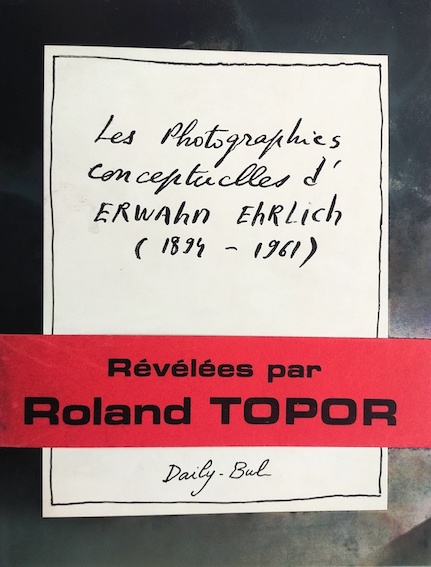 Les Photographies
conceptuelles d'
ERWAHN EhRLich
(1894 - 1961)
Révélées par
Roland TOPOR
Daily-Bul